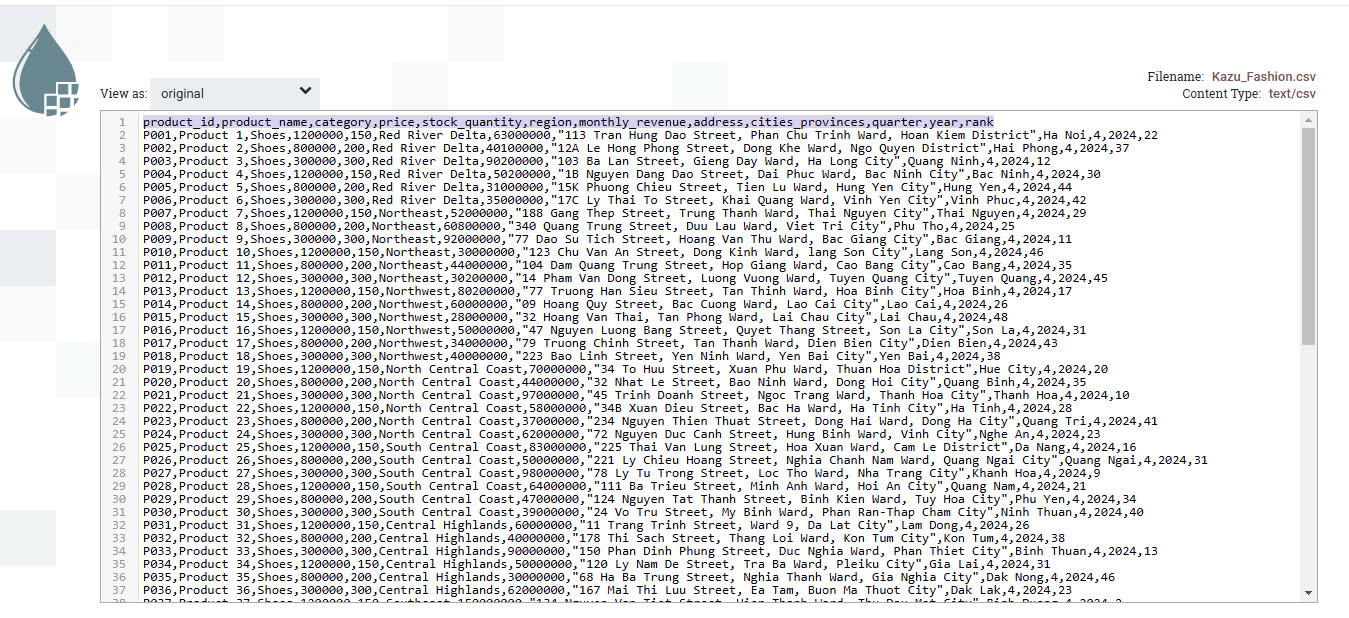 Filename: Kazu_Fashion.csv
View as: original
Content Type: text/csv
1 product_id,product_name,category,price,stock_quantity,region,monthly_revenue,address,cities_provinces,quarter,year,rank
2 P001,Product 1,Shoes,1200000,150,Red River Delta,63000000,"113 Tran Hung Dao Street, Phan Chu Trinh Ward, Hoan Kiem District",Ha Noi,4,2024,22
3 P002,Product 2,Shoes,800000,200,Red River Delta,40100000,"12A Le Hong Phong Street, Dong Khe Ward, Ngo Quyen District",Hai Phong,4,2024,37
4 P003,Product 3,Shoes,300000,300,Red River Delta,90200000,"103 Ba Lan Street, Gieng Day Ward, Ha Long City",Quang Ninh,4,2024,12
5 P004,Product 4,Shoes,1200000,150,Red River Delta,50200000,"1B Nguyen Dang Dao Street, Dai Phuc Ward, Bac Ninh City",Bac Ninh,4,2024,30
6 P005,Product 5,Shoes,800000,200,Red River Delta,31000000,"15K Phuong Chieu Street, Tien Lu Ward, Hung Yen City",Hung Yen,4,2024,44
7 P006,Product 6,Shoes,300000,300,Red River Delta,35000000,"17C Ly Thai To Street, Khai Quang Ward, Vinh Yen City",Vinh Phuc,4,2024,42
8 P007,Product 7,Shoes,1200000,150,Northeast,52000000,"188 Gang Thep Street, Trung Thanh Ward, Thai Nguyen City",Thai Nguyen,4,2024,29
9 P008,Product 8,Shoes,800000,200,Northeast,60800000,"340 Quang Trung Street, Duu Lau Ward, Viet Tri City",Phu Tho,4,2024,25
10 P009,Product 9,Shoes,300000,300,Northeast,92000000,"77 Dao Su Tich Street, Hoang Van Thu Ward, Bac Giang City",Bac Giang,4,2024,11
11 P010,Product 10,Shoes,1200000,150,Northeast,30000000,"123 Chu Van An Street, Dong Kinh Ward, lang Son City",Lang Son,4,2024,46
12 P011,Product 11,Shoes,800000,200,Northeast,44000000,"104 Dam Quang Trung Street, Hop Giang Ward, Cao Bang City",Cao Bang,4,2024,35
13 P012,Product 12,Shoes,300000,300,Northeast,30200000,"14 Pham Van Dong Street, Luong Vuong Ward, Tuyen Quang City",Tuyen Quang,4,2024,45
14 P013,Product 13,Shoes,1200000,150,Northwest,80200000,"77 Truong Han Sieu Street, Tan Thinh Ward, Hoa Binh City",Hoa Binh,4,2024,17
15 P014,Product 14,Shoes,800000,200,Northwest,60000000,"09 Hoang Quy Street, Bac Cuong Ward, Lao Cai City",Lao Cai,4,2024,26
16 P015,Product 15,Shoes,300000,300,Northwest,28000000,"32 Hoang Van Thai, Tan Phong Ward, Lai Chau City",Lai Chau,4,2024,48
17 P016,Product 16,Shoes,1200000,150,Northwest,50000000,"47 Nguyen Luong Bang Street, Quyet Thang Street, Son La City",Son La,4,2024,31
18 P017,Product 17,Shoes,800000,200,Northwest,34000000,"79 Truong Chinh Street, Tan Thanh Ward, Dien Bien City",Dien Bien,4,2024,43
19 P018,Product 18,Shoes,300000,300,Northwest,40000000,"223 Bao Linh Street, Yen Ninh Ward, Yen Bai City",Yen Bai,4,2024,38
20 P019,Product 19,Shoes,1200000,150,North Central Coast,70000000,"34 To Huu Street, Xuan Phu Ward, Thuan Hoa District",Hue City,4,2024,20
21 P020,Product 20,Shoes,800000,200,North Central Coast,44000000,"32 Nhat Le Street, Bao Ninh Ward, Dong Hoi City",Quang Binh,4,2024,35
22 P021,Product 21,Shoes,300000,300,North Central Coast,97000000,"45 Trinh Doanh Street, Ngoc Trang Ward, Thanh Hoa City",Thanh Hoa,4,2024,10
23 P022,Product 22,Shoes,1200000,150,North Central Coast,58000000,"34B Xuan Dieu Street, Bac Ha Ward, Ha Tinh City",Ha Tinh,4,2024,28
24 P023,Product 23,Shoes,800000,200,North Central Coast,37000000,"234 Nguyen Thien Thuat Street, Dong Hai Ward, Dong Ha City",Quang Tri,4,2024,41
25 P024,Product 24,Shoes,300000,300,North Central Coast,62000000,"72 Nguyen Duc Canh Street, Hung Binh Ward, Vinh City",Nghe An,4,2024,23
26 P025,Product 25,Shoes,1200000,150,South Central Coast,83000000,"225 Thai Van Lung Street, Hoa Xuan Ward, Cam Le District",Da Nang,4,2024,16
27 P026,Product 26,Shoes,800000,200,South Central Coast,50000000,"221 Ly Chieu Hoang Street, Nghia Chanh Nam Ward, Quang Ngai City",Quang Ngai,4,2024,31
28 P027,Product 27,Shoes,300000,300,South Central Coast,98000000,"78 Ly Tu Trong Street, Loc Tho Ward, Nha Trang City",Khanh Hoa,4,2024,9
29 P028,Product 28,Shoes,1200000,150,South Central Coast,64000000,"111 Ba Trieu Street, Minh Anh Ward, Hoi An City",Quang Nam,4,2024,21
30 P029,Product 29,Shoes,800000,200,South Central Coast,47000000,"124 Nguyen Tat Thanh Street, Binh Kien Ward, Tuy Hoa City",Phu Yen,4,2024,34
31 P030,Product 30,Shoes,300000,300,South Central Coast,39000000,"24 Vo Tru Street, My Binh Ward, Phan Ran-Thap Cham City",Ninh Thuan,4,2024,40
32 P031,Product 31,Shoes,1200000,150,Central Highlands,60000000,"11 Trang Trinh Street, Ward 9, Da Lat City",Lam Dong,4,2024,26
33 P032,Product 32,Shoes,800000,200,Central Highlands,40000000,"178 Thi Sach Street, Thang Loi Ward, Kon Tum City",Kon Tum,4,2024,38
34 P033,Product 33,Shoes,300000,300,Central Highlands,90000000,"150 Phan Dinh Phung Street, Duc Nghia Ward, Phan Thiet City",Binh Thuan,4,2024,13
35 P034,Product 34,Shoes,1200000,150,Central Highlands,50000000,"120 Ly Nam De Street, Tra Ba Ward, Pleiku City",Gia Lai,4,2024,31
36 P035,Product 35,Shoes,800000,200,Central Highlands,30000000,"68 Ha Ba Trung Street, Nghia Thanh Ward, Gia Nghia City",Dak Nong,4,2024,46
37 P036,Product 36,Shoes,300000,300,Central Highlands,62000000,"167 Mai Thi Luu Street, Ea Tam, Buon Ma Thuot City",Dak Lak,4,2024,23